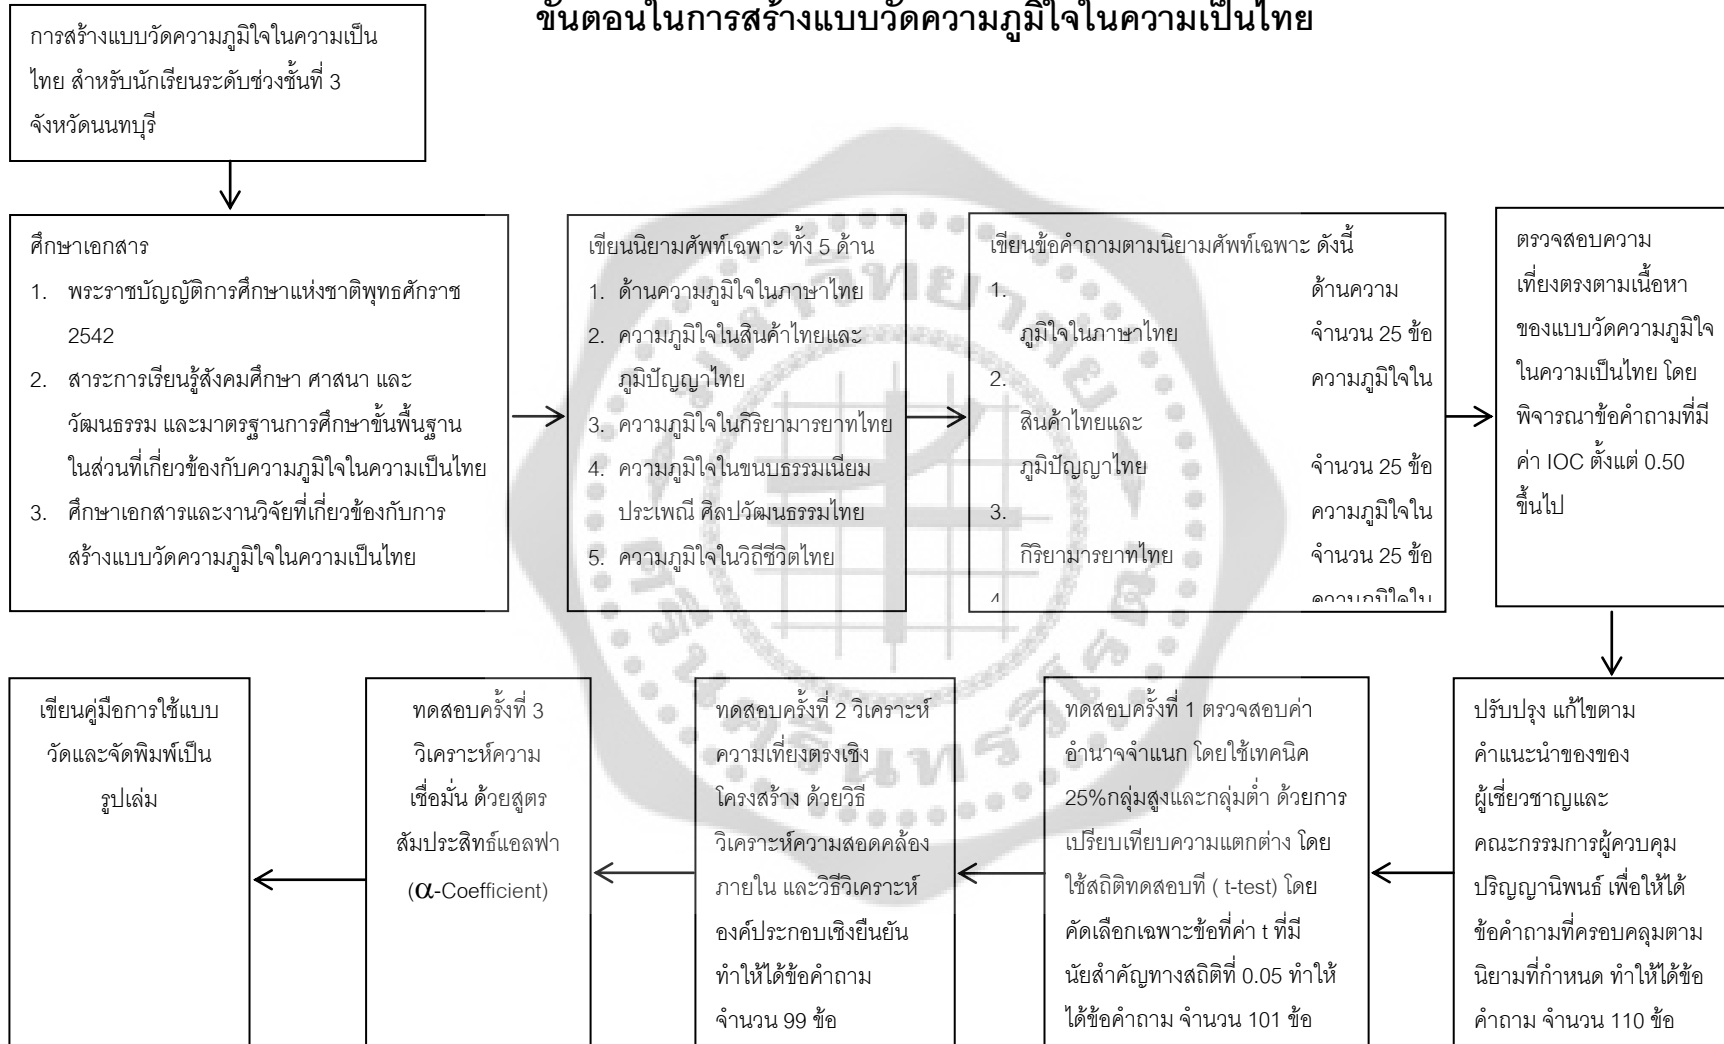 ขั้นตอนในการสร้างแบบวัดความภูมิใจในความเป็นไทย
การสร้างแบบวัดความภูมิใจในความเป็น
ไทย สำหรับนักเรียนระดับช่วงชั้นที่ 3
จังหวัดนนทบุรี
ศึกษาเอกสาร
1. พระราชบัญญัติการศึกษาแห่งชาติพุทธศักราช
2542
2. สาระการเรียนรู้สังคมศึกษา ศาสนา และ
วัฒนธรรม และมาตรฐานการศึกษาขั้นพื้นฐาน
ในส่วนที่เกี่ยวข้องกับความภูมิใจในความเป็นไทย
3. ศึกษาเอกสารและงานวิจัยที่เกี่ยวข้องกับการ
สร้างแบบวัดความภูมิใจในความเป็นไทย
เขียนนิยามศัพท์เฉพาะ ทั้ง 5 ด้าน
1. ด้านความภูมิใจในภาษาไทย
2. ความภูมิใจในสินค้าไทยและ
ภูมิปัญญาไทย
3. ความภูมิใจในกิริยามารยาทไทย
4. ความภูมิใจในขนบธรรมเนียม
ประเพณี ศิลปวัฒนธรรมไทย
5. ความภูมิใจในวิถีชีวิตไทย
เขียนข้อคำถามตามนิยามศัพท์เฉพาะ ดังนี้
1. ด้านความ
ภูมิใจในภาษาไทย จำนวน 25 ข้อ
2. ความภูมิใจใน
สินค้าไทยและ
ภูมิปัญญาไทย จำนวน 25 ข้อ
3. ความภูมิใจใน
กิริยามารยาทไทย จำนวน 25 ข้อ
4. ความภูมิใจใน
ตรวจสอบความ
เที่ยงตรงตามเนื้อหา
ของแบบวัดความภูมิใจ
ในความเป็นไทย โดย
พิจารณาข้อคำถามที่มี
ค่า IOC ตั้งแต่ 0.50
ขึ้นไป
ปรับปรุง แก้ไขตาม
คำแนะนำของของ
ผู้เชี่ยวชาญและ
คณะกรรมการผู้ควบคุม
ปริญญานิพนธ์ เพื่อให้ได้
ข้อคำถามที่ครอบคลุมตาม
นิยามที่กำหนด ทำให้ได้ข้อ
คำถาม จำนวน 110 ข้อ
ทดสอบครั้งที่ 1 ตรวจสอบค่า
อำนาจจำแนก โดยใช้เทคนิค
25%กลุ่มสูงและกลุ่มต่ำ ด้วยการ
เปรียบเทียบความแตกต่าง โดย
ใช้สถิติทดสอบที ( t-test) โดย
คัดเลือกเฉพาะข้อที่ค่า t ที่มี
นัยสำคัญทางสถิติที่ 0.05 ทำให้
ได้ข้อคำถาม จำนวน 101 ข้อ
ทดสอบครั้งที่ 2 วิเคราะห์
ความเที่ยงตรงเชิง
โครงสร้าง ด้วยวิธี
วิเคราะห์ความสอดคล้อง
ภายใน และวิธีวิเคราะห์
องค์ประกอบเชิงยืนยัน
ทำให้ได้ข้อคำถาม
จำนวน 99 ข้อ
ทดสอบครั้งที่ 3
วิเคราะห์ความ
เชื่อมั่น ด้วยสูตร
สัมประสิทธ์แอลฟา
(α-Coefficient)
เขียนคู่มือการใช้แบบ
วัดและจัดพิมพ์เป็น
รูปเล่ม
มหาวิทยาลัย
ศรีนครินทรวิโรฒ